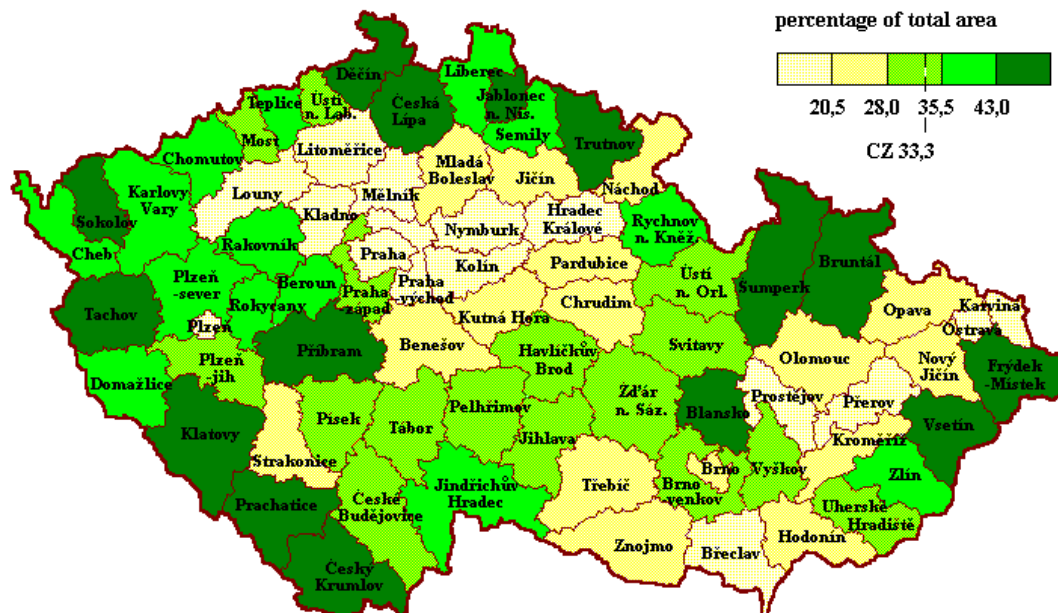 percentage of total area
20,5 28,0 35,5 43,0
CZ 33,3
Děčín
Liberec
Ústí
n. Lab.
Teplice
Česká
Lípa
Jablonec
n. Nis.
Semily
Most
Trutnov
Litoměřice
Chomutov
Mladá
Boleslav
Jičín
Náchod
Karlovy
Vary
Louny
Mělník
Sokolov
Kladno
Hradec
Králové
Rychnov
n. Kněž.
Nymburk
Cheb
Rakovník
Praha
Kolín
Pardubice
Plzeň
-sever
Beroun
Praha
-východ
Ústí
n. Orl.
Šumperk
Bruntál
Praha
-západ
Chrudim
Rokycany
Tachov
Plzeň
Kutná Hora
Opava
Karviná
Ostrava
Příbram
Benešov
Havlíčkův
Brod
Svitavy
Olomouc
Nový
Jičín
Frýdek
-Místek
Domažlice
Plzeň
-jih
Žďár
n. Sáz.
Prostějov
Přerov
Pelhřimov
Blansko
Písek
Tábor
Klatovy
Vsetín
Jihlava
Kroměříž
Strakonice
Brno
Vyškov
Zlín
Jindřichův
Hradec
Třebíč
Brno
-venkov
Prachatice
České
Budějovice
Uherské
Hradiště
Hodonín
Znojmo
Břeclav
Český
Krumlov